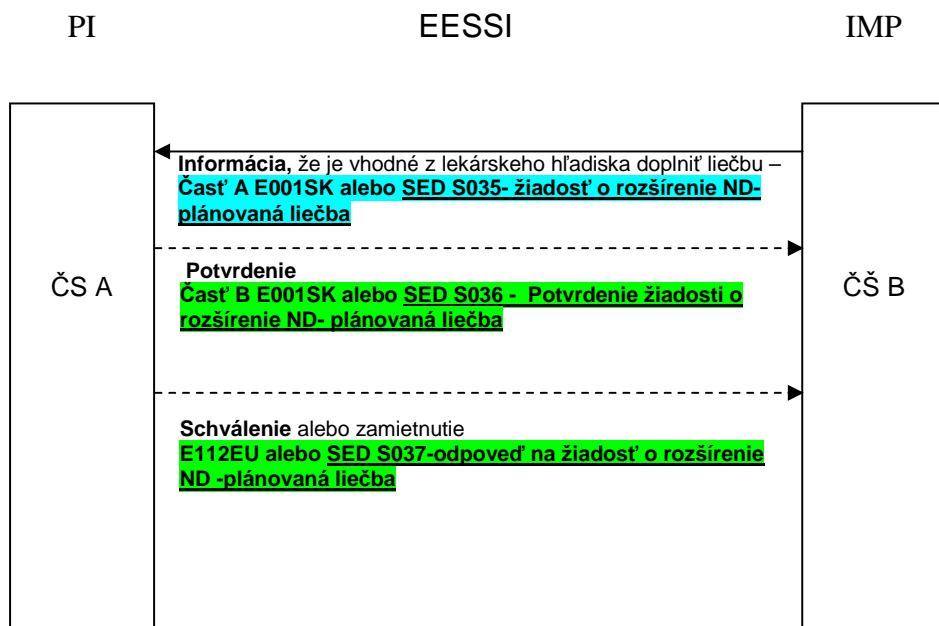 PI EESSI IMP
Informácia, že je vhodné z lekárskeho hľadiska doplniť liečbu –
Časť A E001SK alebo SED S035- žiadosť o rozšírenie ND-
plánovaná liečba
ČS A
Potvrdenie
Časť B E001SK alebo SED S036 - Potvrdenie žiadosti o
rozšírenie ND- plánovaná liečba
ČŠ B
Schválenie alebo zamietnutie
E112EU alebo SED S037-odpoveď na žiadosť o rozšírenie
ND -plánovaná liečba